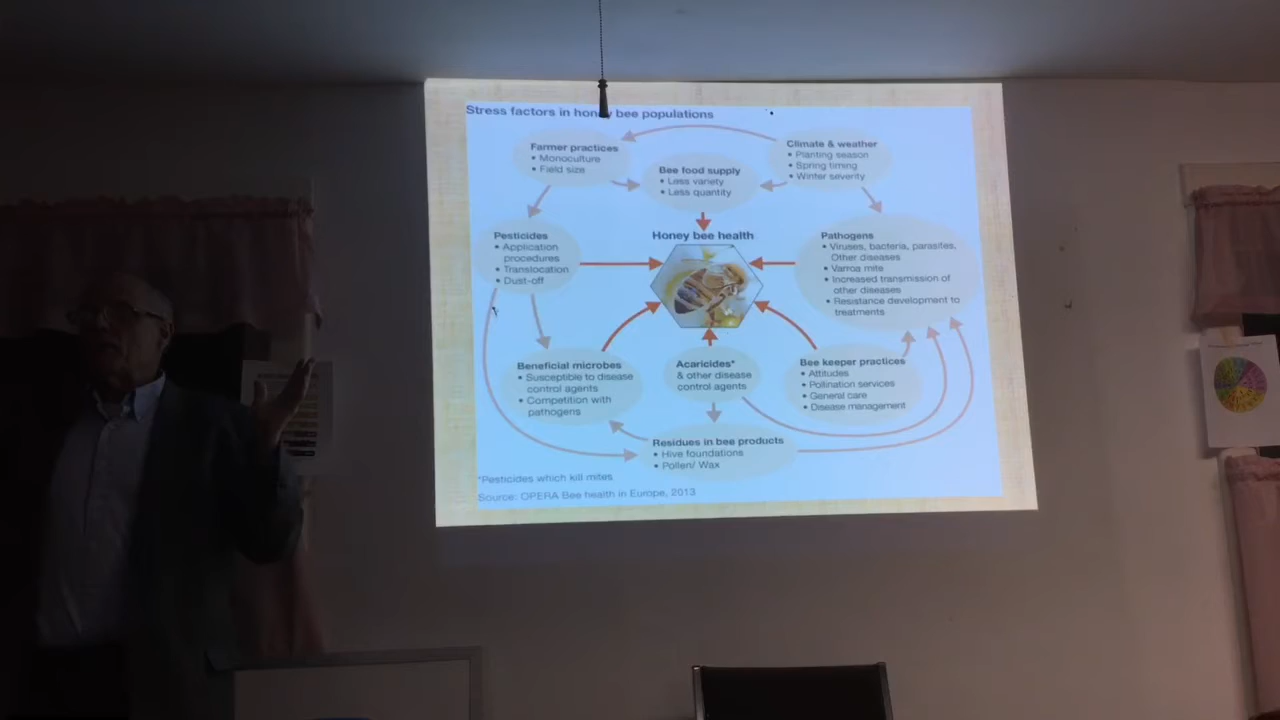 Stress factors in honey bee populations
Farmer practices
• Monoculture
• Field size
Climate & weather
• Planting season
• Spring timing
• Winter severity
Bee food supply
• Less variety
• Less quantity
Pesticides
• Application
procedures
• Translocation
• Dust-off
Honey bee health
Pathogens
• Viruses, bacteria, parasites,
Other diseases
• Varroa mite
• Increased transmission of
other diseases
• Resistance development to
treatments
Beneficial microbes
• Susceptible to disease
control agents
• Competition with
pathogens
Acaricides*
& other disease
control agents
Bee keeper practices
• Attitudes
• Pollination services
• General care
• Disease management
Residues in bee products
• Hive foundations
• Pollen/ Wax
*Pesticides which kill mites
Source: OPERA Bee health in Europe, 2013